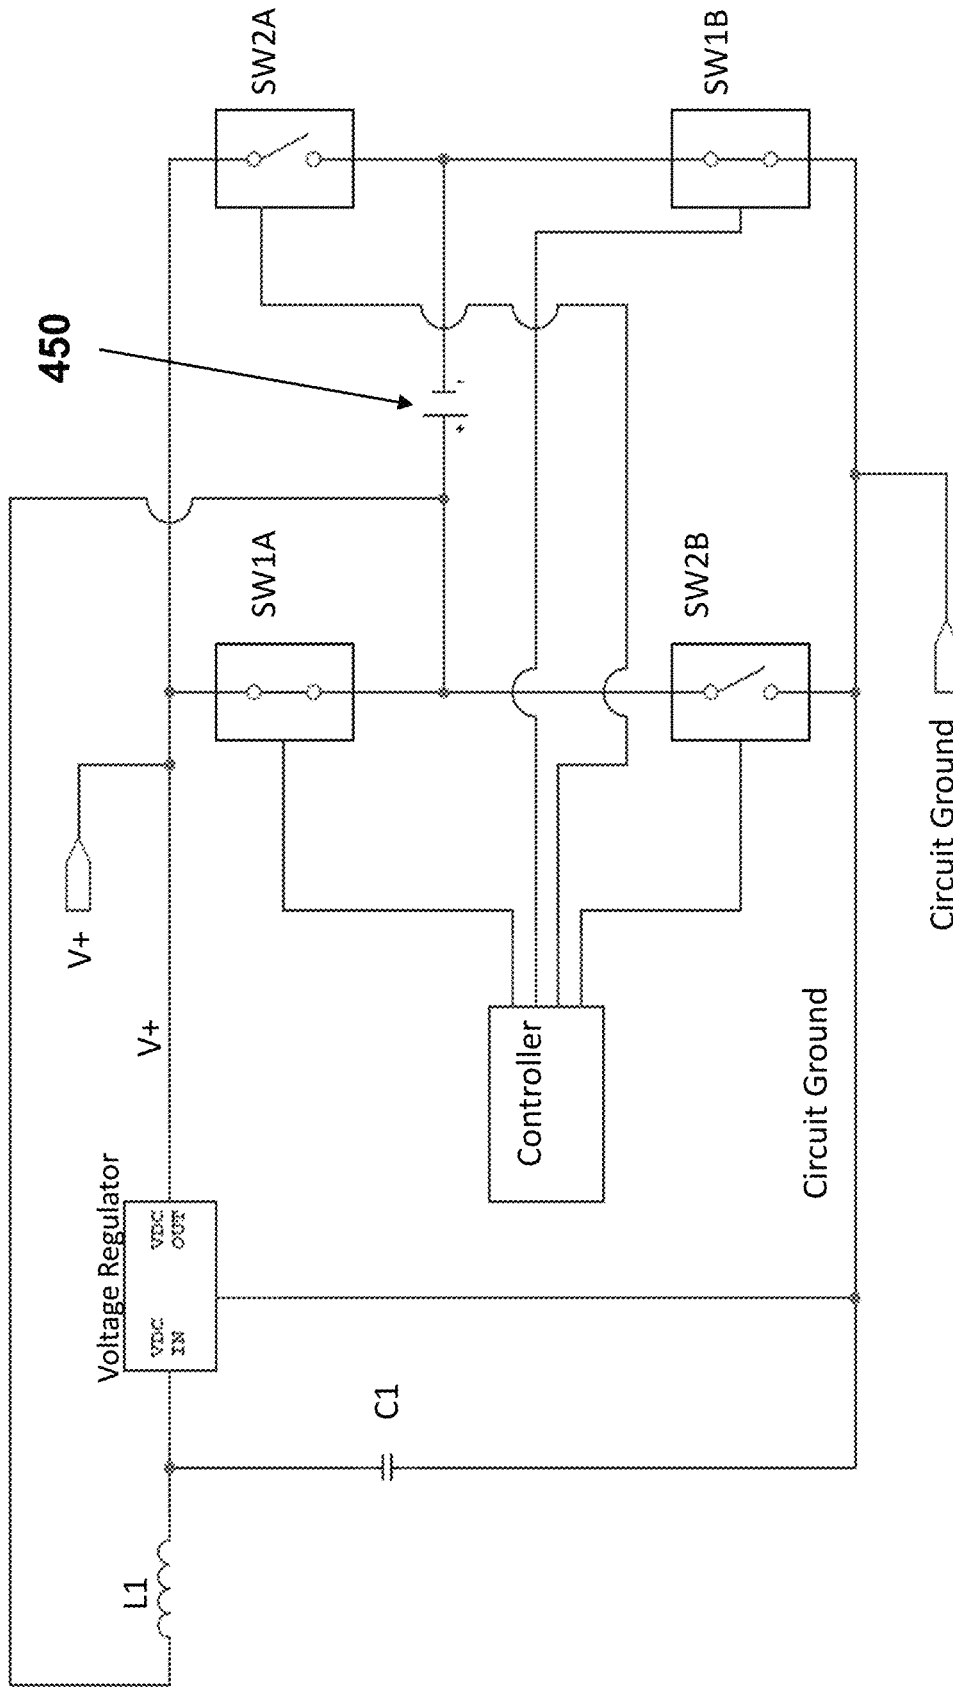 L1
C1
Voltage Regulator
VDC IN
VDC OUT
V+
V+
Controller
Circuit Ground
Circuit Ground
SW1A
SW2B
450
+
-
SW2A
SW1B